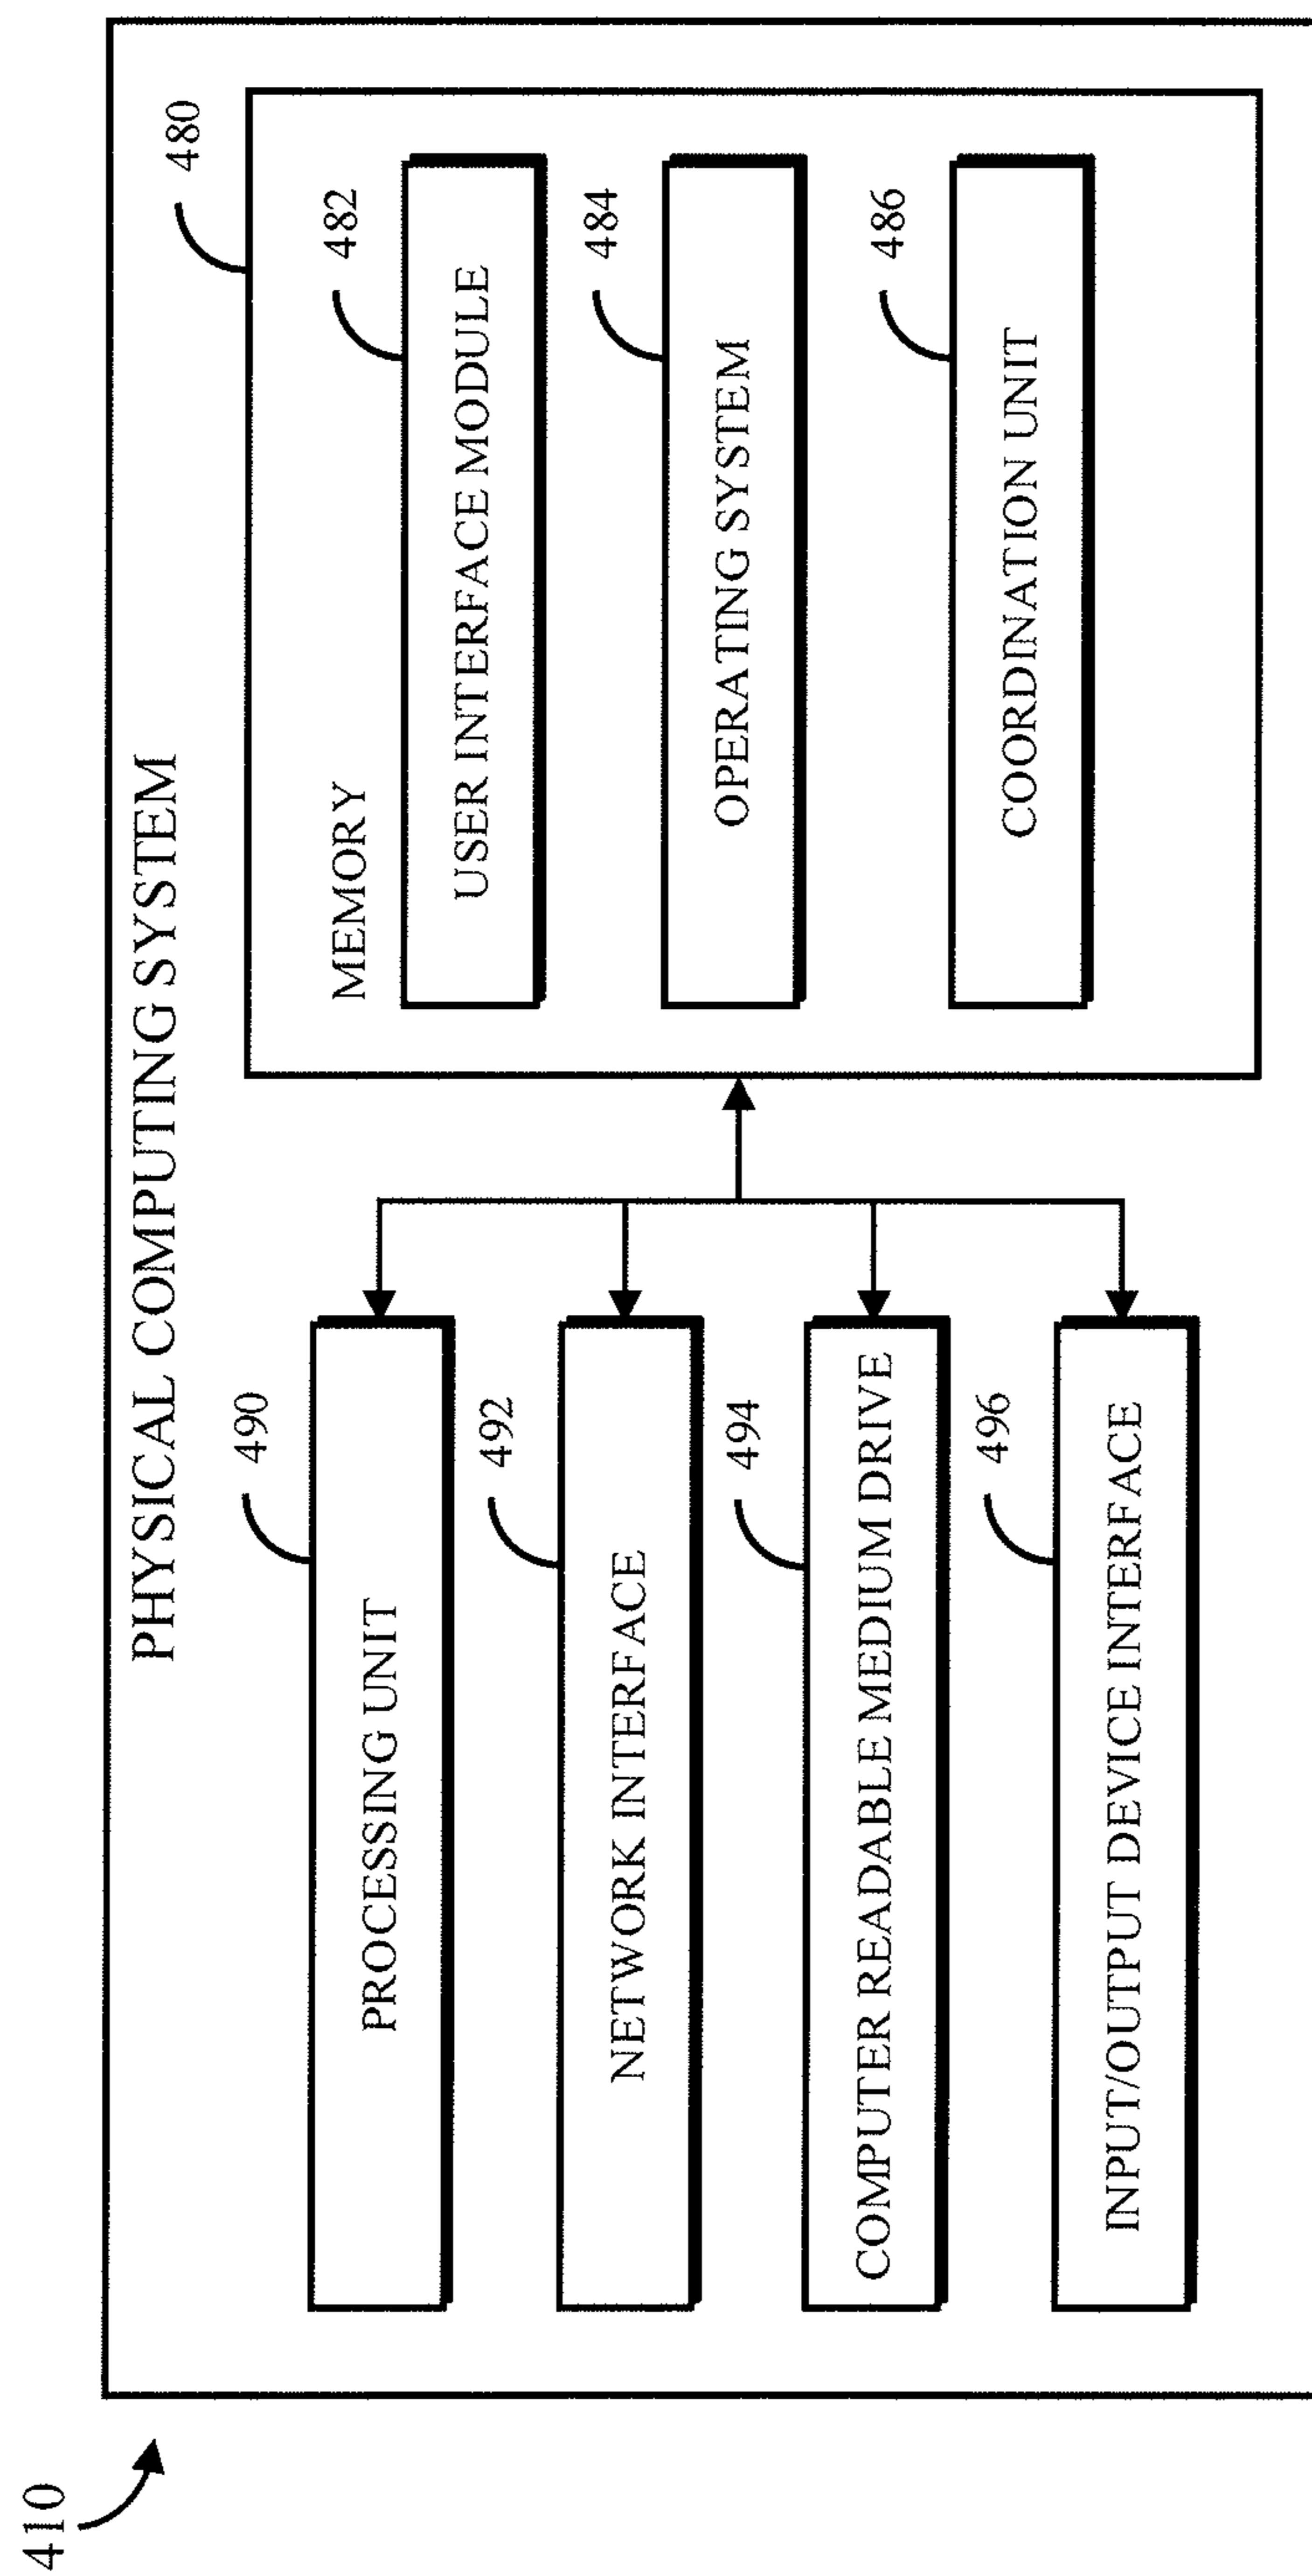 410
PHYSICAL COMPUTING SYSTEM
490
PROCESSING UNIT
492
NETWORK INTERFACE
494
COMPUTER READABLE MEDIUM DRIVE
496
INPUT/OUTPUT DEVICE INTERFACE
480
MEMORY
482
USER INTERFACE MODULE
484
OPERATING SYSTEM
486
COORDINATION UNIT